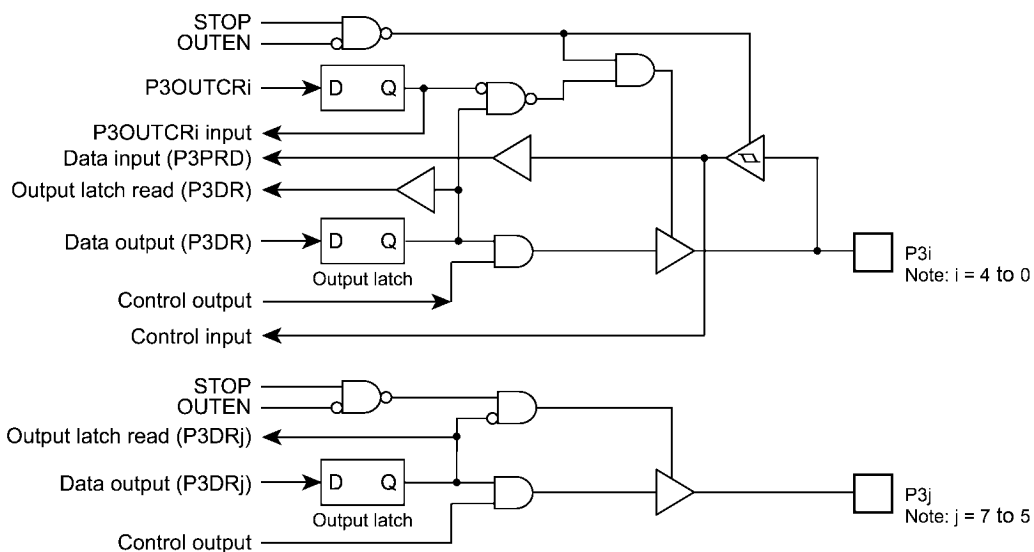 STOP
OUTEN
P3OUTCRi
D Q
P3OUTCRi input
Data input (P3PRD)
Output latch read (P3DR)
Data output (P3DR)
D Q
Output latch
P3i
Note: i = 4 to 0
Control output
Control input
STOP
OUTEN
Output latch read (P3DRj)
Data output (P3DRj)
D Q
Output latch
P3j
Note: j = 7 to 5
Control output